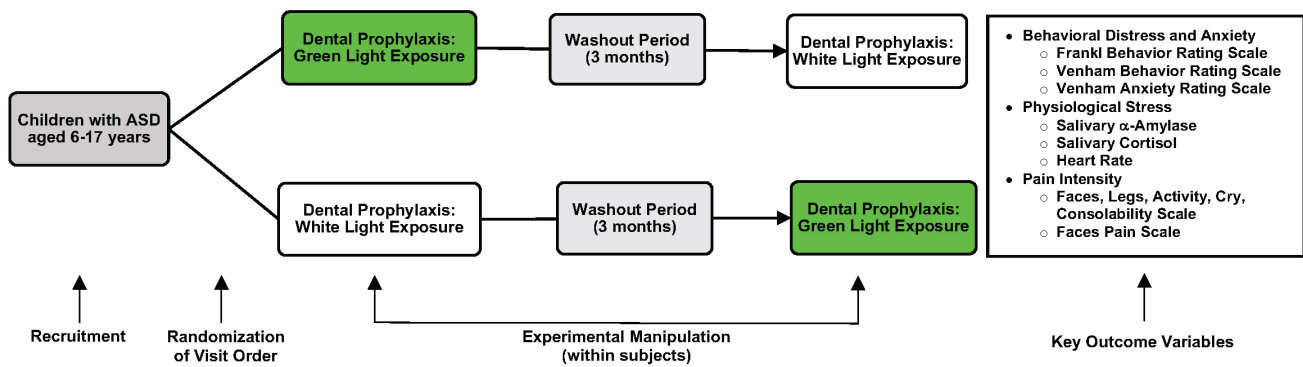 Children with ASD
aged 6-17 years
Dental Prophylaxis:
Green Light Exposure
Washout Period
(3 months)
Dental Prophylaxis:
White Light Exposure
Dental Prophylaxis:
White Light Exposure
Washout Period
(3 months)
Dental Prophylaxis:
Green Light Exposure
• Behavioral Distress and Anxiety
○ Frankl Behavior Rating Scale
○ Venham Behavior Rating Scale
○ Venham Anxiety Rating Scale
• Physiological Stress
○ Salivary α-Amylase
○ Salivary Cortisol
○ Heart Rate
• Pain Intensity
○ Faces, Legs, Activity, Cry,
Consolability Scale
○ Faces Pain Scale
Recruitment
Randomization
of Visit Order
Experimental Manipulation
(within subjects)
Key Outcome Variables